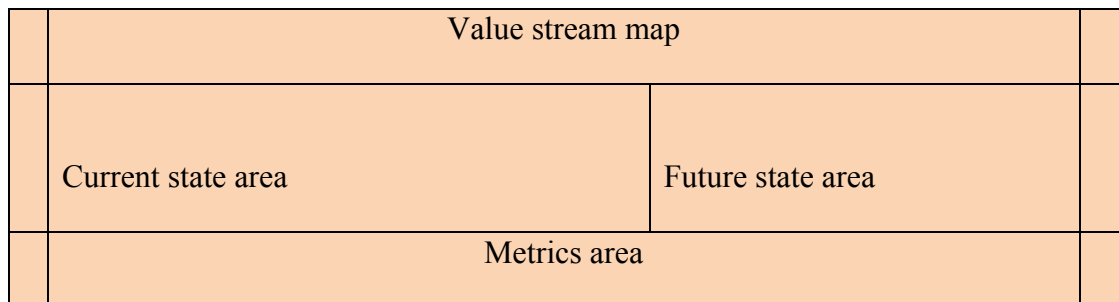 Value stream map
Current state area
Future state area
Metrics area